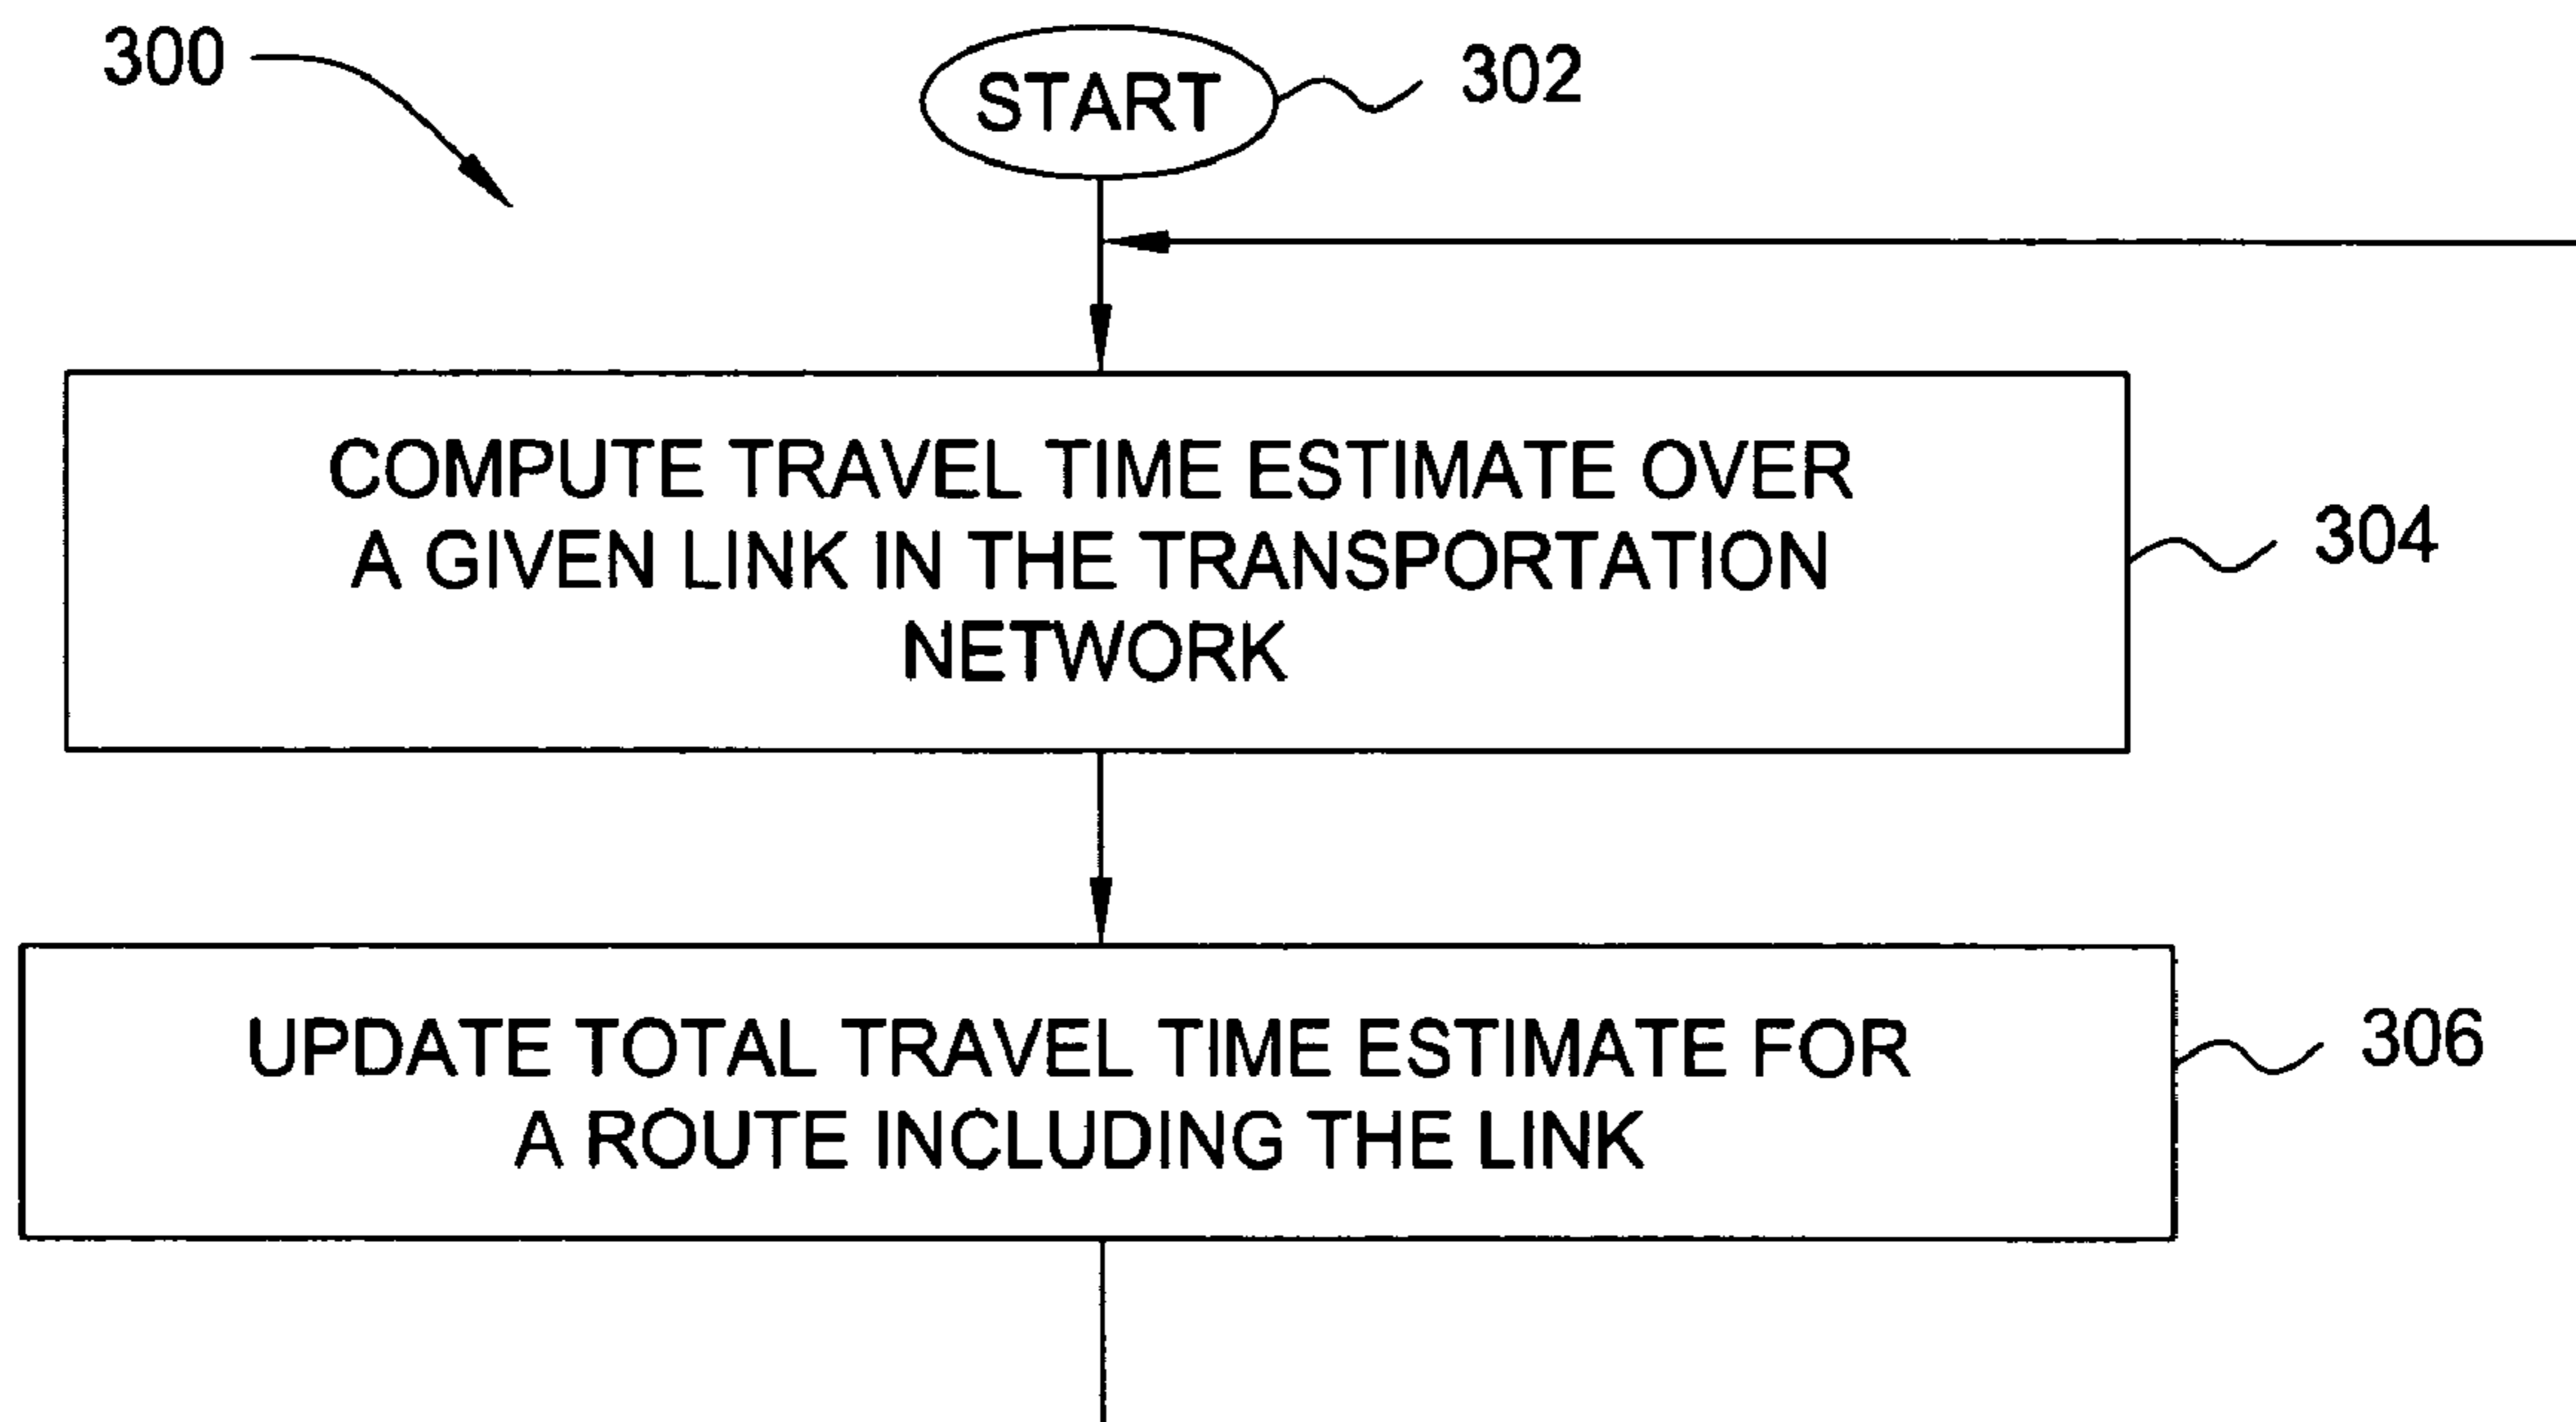 300
START
302
COMPUTE TRAVEL TIME ESTIMATE OVER
A GIVEN LINK IN THE TRANSPORTATION
NETWORK
304
UPDATE TOTAL TRAVEL TIME ESTIMATE FOR
A ROUTE INCLUDING THE LINK
306